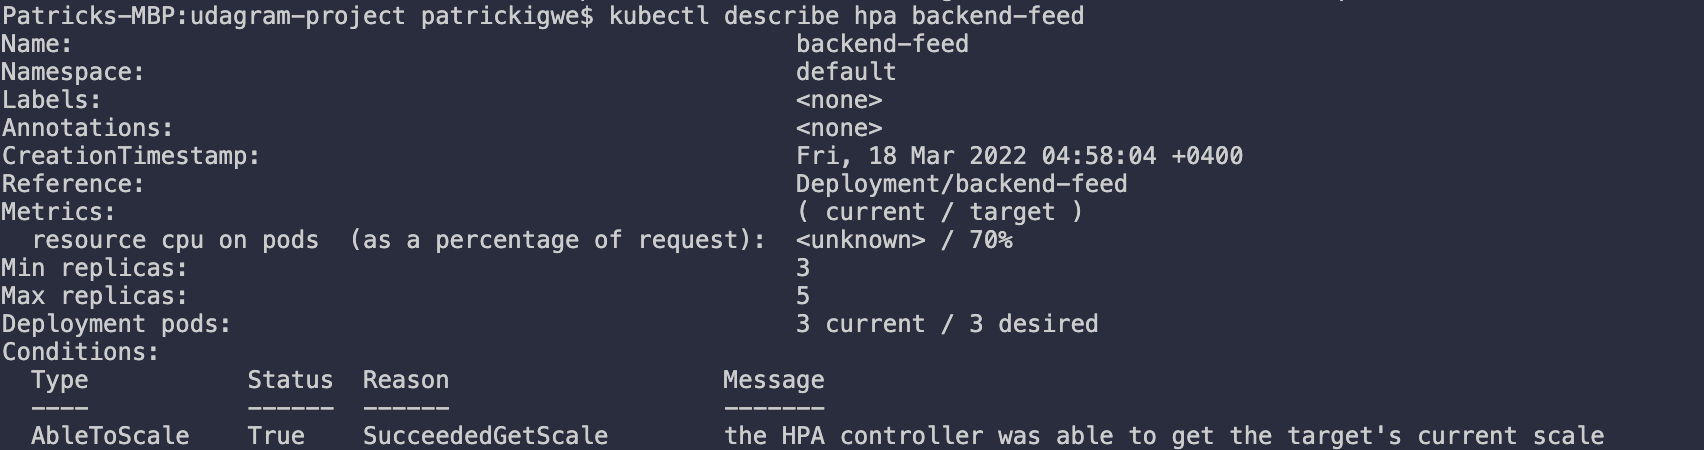 Patricks-MBP:udagram-project patrickigwe$ kubectl describe hpa backend-feed
Name: backend-feed
Namespace: default
Labels: <none>
Annotations: <none>
CreationTimestamp: Fri, 18 Mar 2022 04:58:04 +0400
Reference: Deployment/backend-feed
Metrics: ( current / target )
  resource cpu on pods  (as a percentage of request): <unknown> / 70%
Min replicas: 3
Max replicas: 5
Deployment pods: 3 current / 3 desired
Conditions:
  Type Status Reason Message
  ---- ------ ------ -------
  AbleToScale True SucceededGetScale the HPA controller was able to get the target's current scale